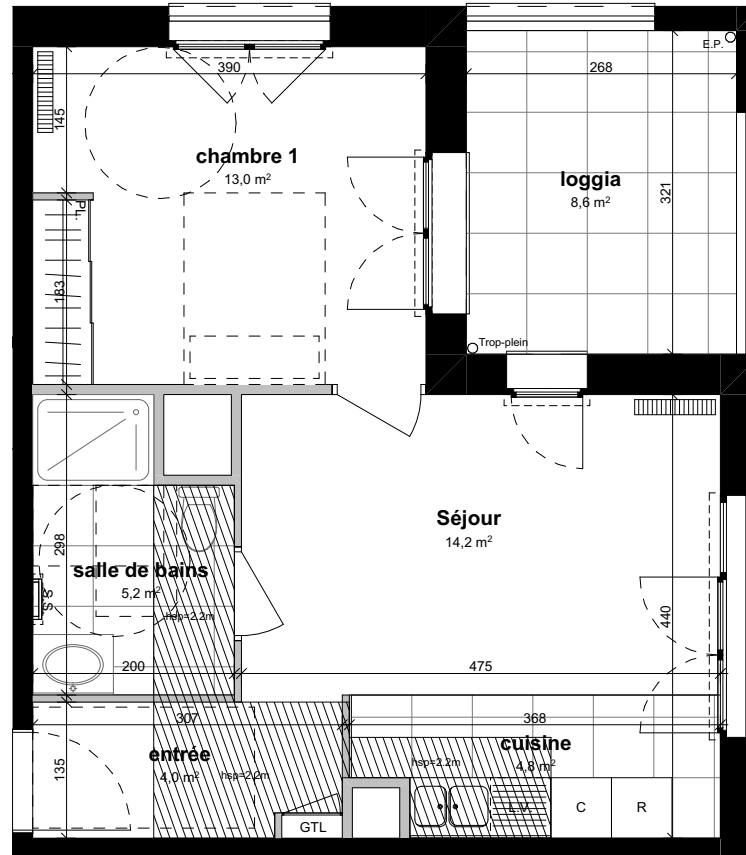 E.P.
390
268
145
chambre 1
13,0 m²
loggia
8,6 m²
321
PL.
183
Trop-plein
Séjour
14,2 m²
298
salle de bains
5,2 m²
S.S.
hsp=2.2m
440
200
475
307
368
entrée
4,0 m²
hsp=2.2m
cuisine
4,8 m²
hsp=2.2m
135
L.V.
C
R
GTL